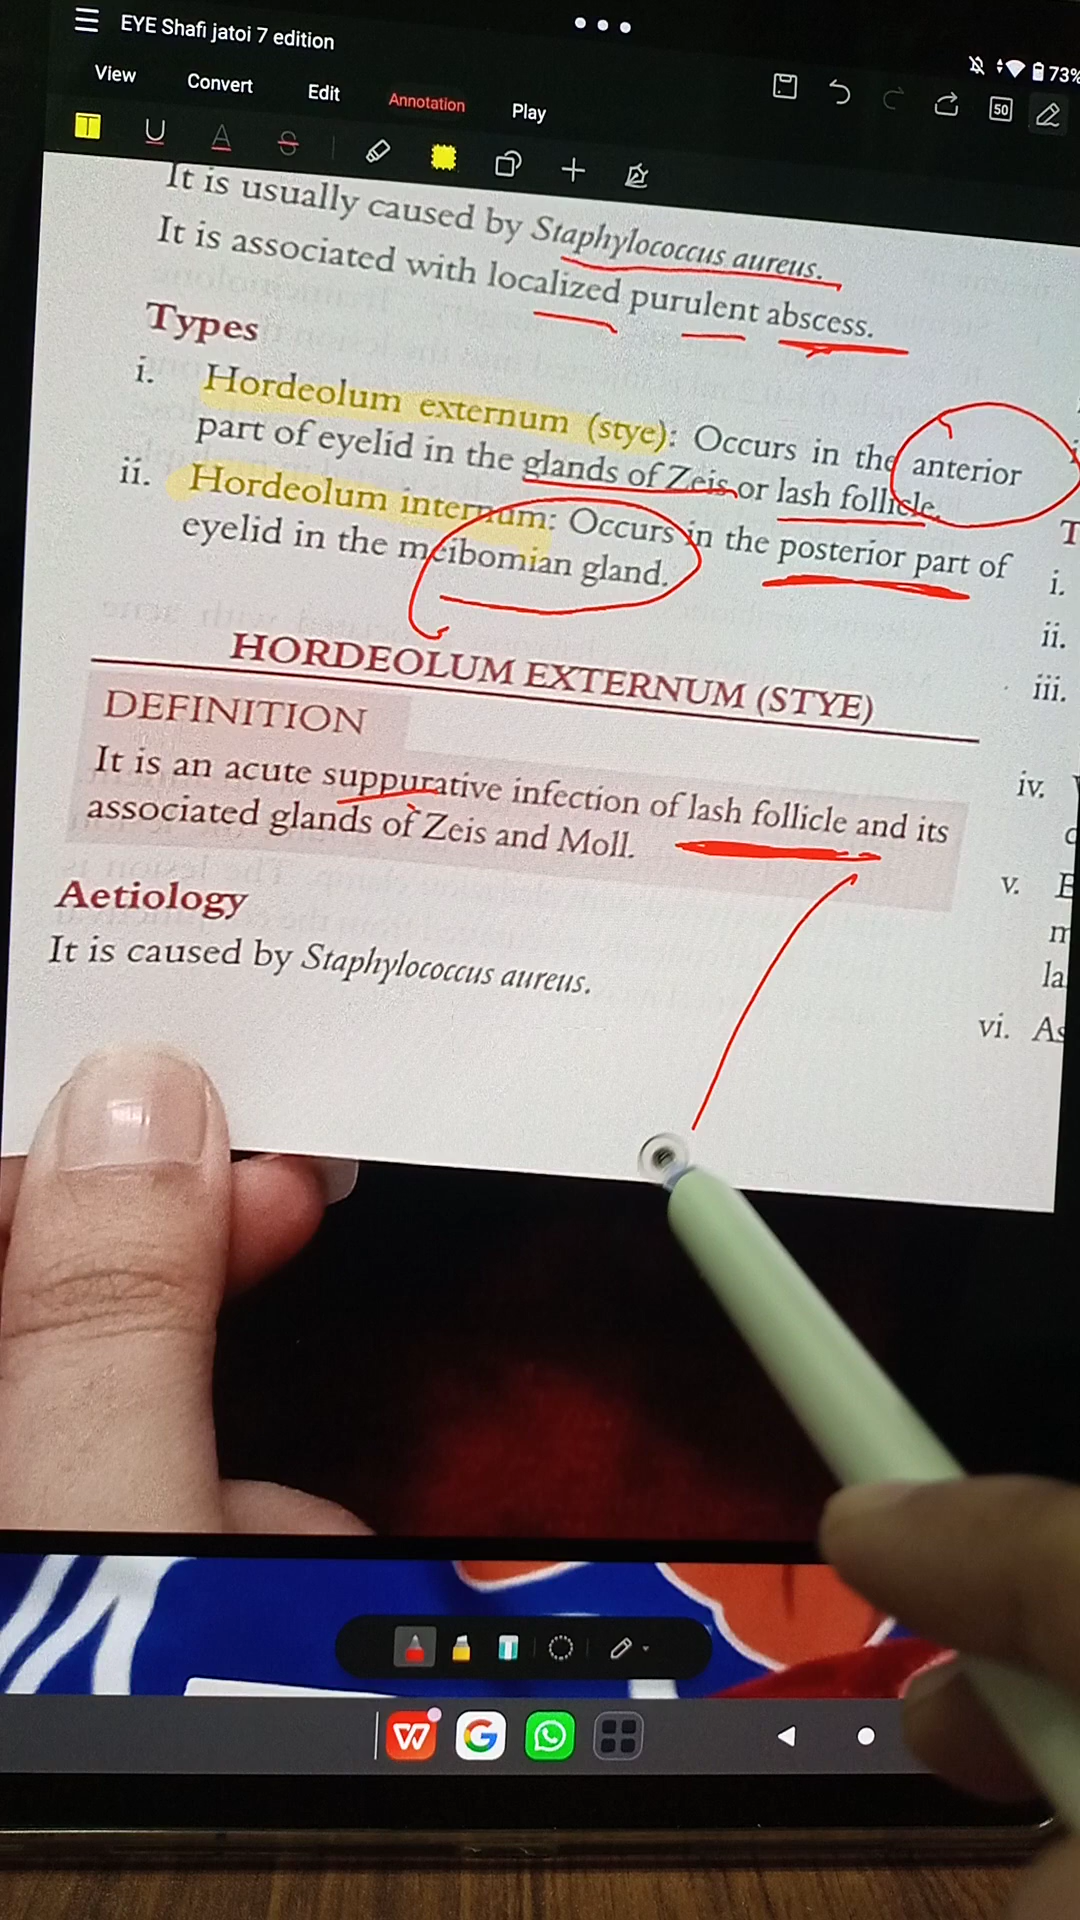 EYE Shafi jatoi 7 edition
73%
View Convert Edit Annotation Play
50
T U A S
It is usually caused by Staphylococcus aureus.
It is associated with localized purulent abscess.
Types
i. Hordeolum externum (stye): Occurs in the anterior
part of eyelid in the glands of Zeis or lash follicle.
ii. Hordeolum internum: Occurs in the posterior part of
eyelid in the meibomian gland.
HORDEOLUM EXTERNUM (STYE)
DEFINITION
It is an acute suppurative infection of lash follicle and its
associated glands of Zeis and Moll.
Aetiology
It is caused by Staphylococcus aureus.
i.
ii.
iii.
iv.
v.
vi.
W G